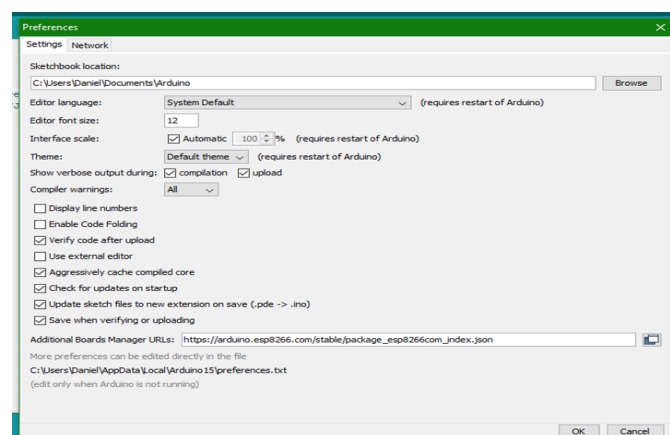 Preferences
Settings Network
Sketchbook location:
C:\Users\Daniel\Documents\Arduino Browse
Editor language: System Default (requires restart of Arduino)
Editor font size: 12
Interface scale: Automatic 100 % (requires restart of Arduino)
Theme: Default theme (requires restart of Arduino)
Show verbose output during: compilation upload
Compiler warnings: All
Display line numbers
Enable Code Folding
Verify code after upload
Use external editor
Aggressively cache compiled core
Check for updates on startup
Update sketch files to new extension on save (.pde -> .ino)
Save when verifying or uploading
Additional Boards Manager URLs: https://arduino.esp8266.com/stable/package_esp8266com_index.json
More preferences can be edited directly in the file
C:\Users\Daniel\AppData\Local\Arduino15\preferences.txt
(edit only when Arduino is not running)
OK Cancel